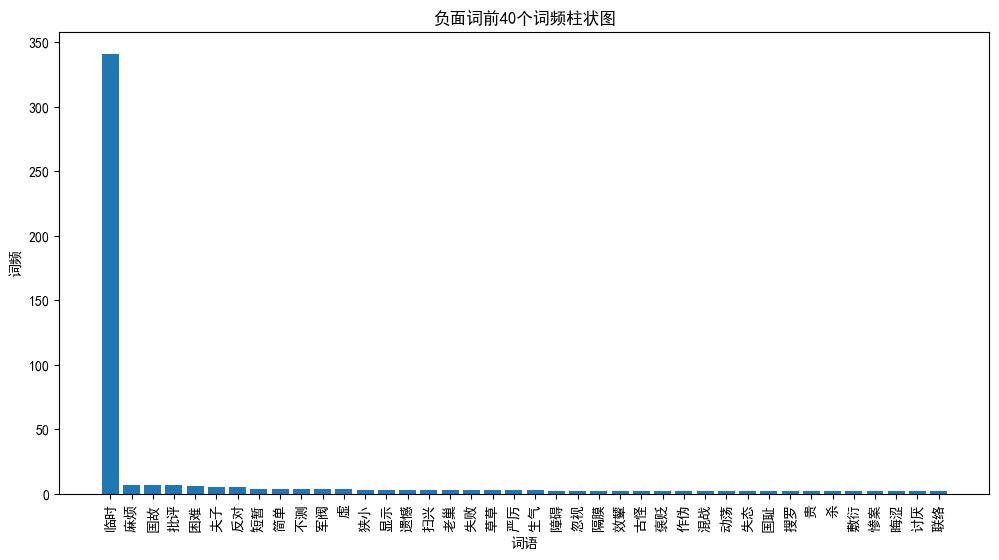 负面词前40个词频柱状图
350
300
250
200
150
100
50
0
词频
临时
麻烦
国故
批评
困难
夫子
反对
短暂
简单
不测
军阀
虚
狭小
显示
遗憾
扫兴
老巢
失败
草草
严厉
生气
障碍
忽视
隔膜
效颦
古怪
褒贬
作伪
混战
动荡
失态
国耻
搜罗
贵
杀
敷衍
惨案
晦涩
讨厌
联络
词语